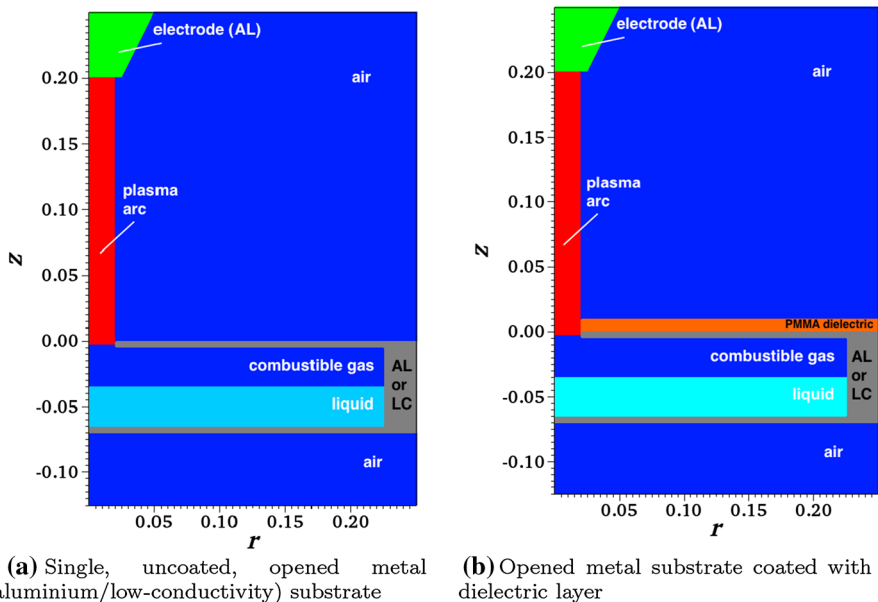 electrode (AL)
air
plasma
arc
combustible gas
liquid
AL
or
LC
air
0.20
0.15
0.10
0.05
0.00
-0.05
-0.10
z
0.05 0.10 0.15 0.20
r
(a) Single, uncoated, opened metal
aluminium/low-conductivity) substrate
electrode (AL)
air
plasma
arc
PMMA dielectric
combustible gas
liquid
AL
or
LC
air
0.20
0.15
0.10
0.05
0.00
-0.05
-0.10
z
0.05 0.10 0.15 0.20
r
(b) Opened metal substrate coated with
dielectric layer